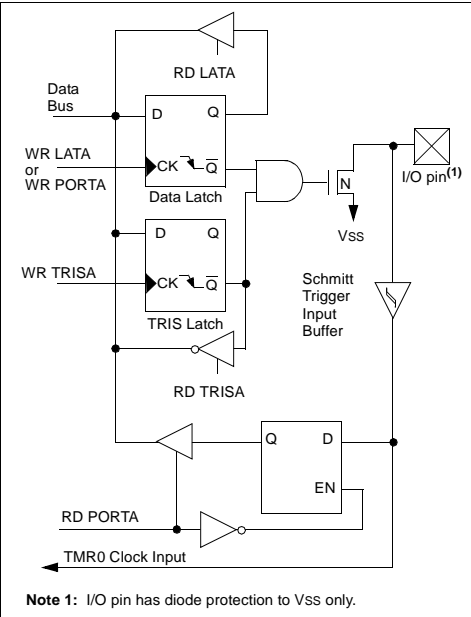 RD LATA
Data
Bus
D Q
WR LATA
or
WR PORTA
CK Q
Data Latch
N
I/O pin(1)
VSS
D Q
WR TRISA
CK Q
TRIS Latch
Schmitt
Trigger
Input
Buffer
RD TRISA
Q D
EN
RD PORTA
TMR0 Clock Input
Note 1: I/O pin has diode protection to VSS only.